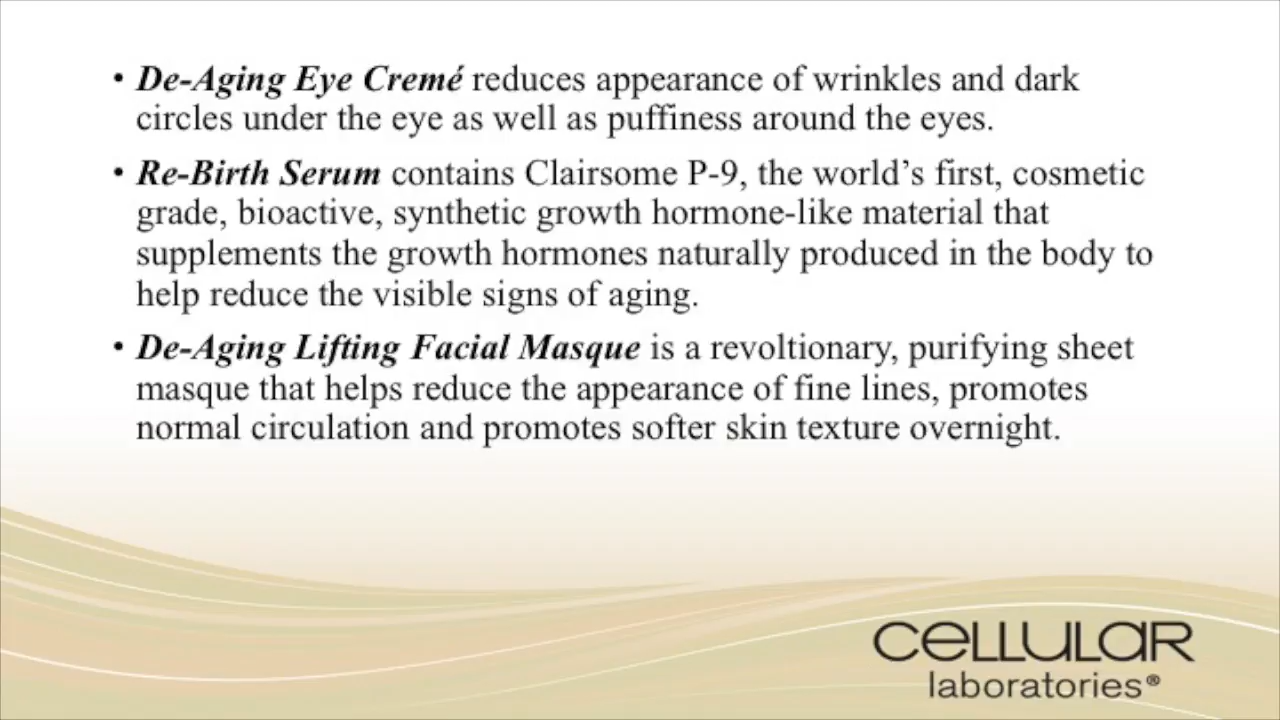 • De-Aging Eye Cremé reduces appearance of wrinkles and dark
circles under the eye as well as puffiness around the eyes.
• Re-Birth Serum contains Clairsome P-9, the world’s first, cosmetic
grade, bioactive, synthetic growth hormone-like material that
supplements the growth hormones naturally produced in the body to
help reduce the visible signs of aging.
• De-Aging Lifting Facial Masque is a revoltionary, purifying sheet
masque that helps reduce the appearance of fine lines, promotes
normal circulation and promotes softer skin texture overnight.
CELLULAR
laboratories®